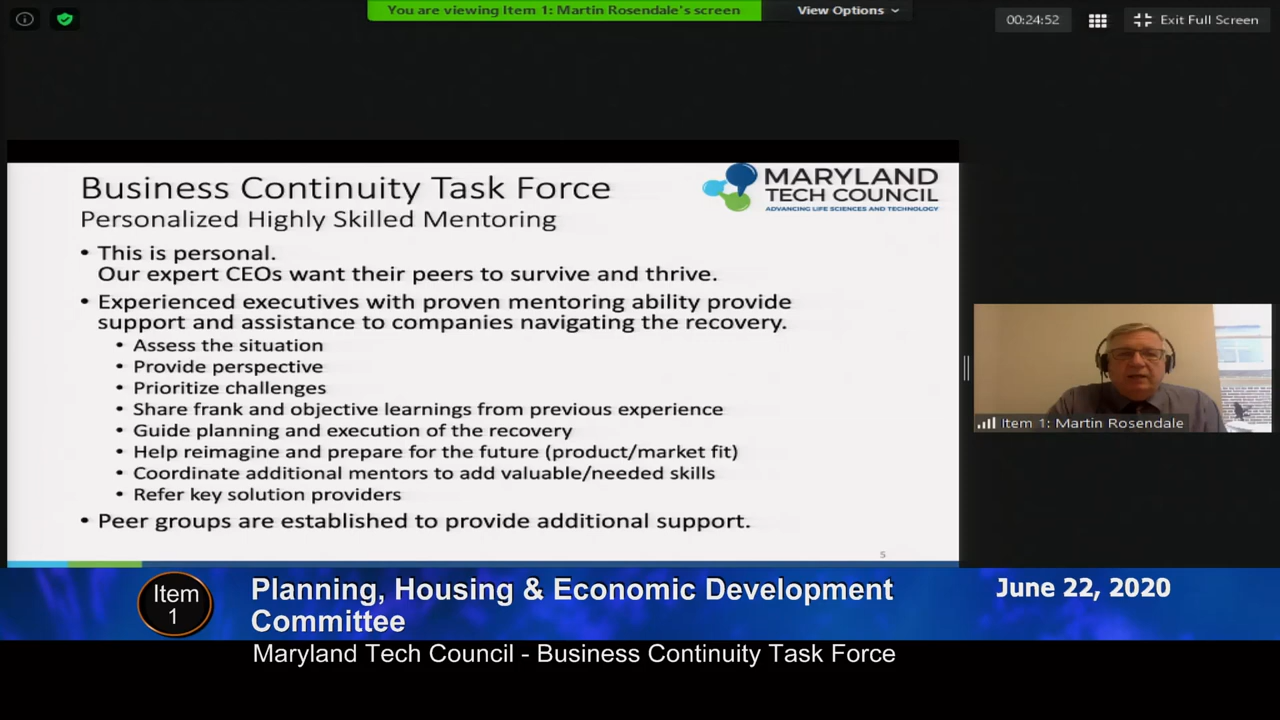 You are viewing Item 1: Martin Rosendale's screen
View Options
00:24:52
Exit Full Screen
Business Continuity Task Force
Personalized Highly Skilled Mentoring
MARYLAND
TECH COUNCIL
ADVANCING LIFE SCIENCES AND TECHNOLOGY
• This is personal.
Our expert CEOs want their peers to survive and thrive.
• Experienced executives with proven mentoring ability provide
support and assistance to companies navigating the recovery.
• Assess the situation
• Provide perspective
• Prioritize challenges
• Share frank and objective learnings from previous experience
• Guide planning and execution of the recovery
• Help reimagine and prepare for the future (product/market fit)
• Coordinate additional mentors to add valuable/needed skills
• Refer key solution providers
• Peer groups are established to provide additional support.
5
Item 1: Martin Rosendale
Item
1
Planning, Housing & Economic Development
Committee
June 22, 2020
Maryland Tech Council - Business Continuity Task Force